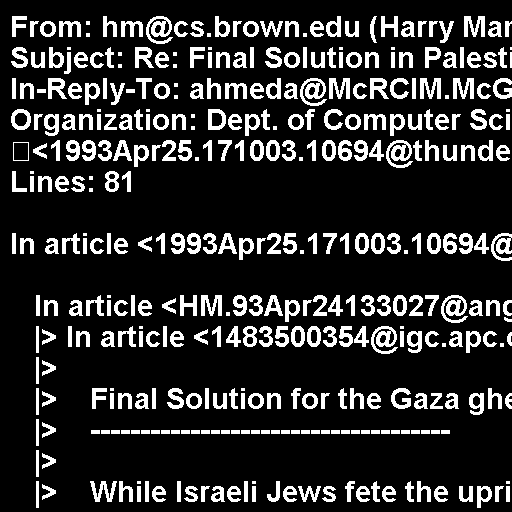 From: hm@cs.brown.edu (Harry Mar
Subject: Re: Final Solution in Palesti
In-Reply-To: ahmeda@McRCIM.McG
Organization: Dept. of Computer Sci
<1993Apr25.171003.10694@thunde
Lines: 81
In article <1993Apr25.171003.10694@
In article <HM.93Apr24133027@ang
|> In article <1483500354@igc.apc.o
|>
|> Final Solution for the Gaza ghe
|> ------------------------------------
|>
|> While Israeli Jews fete the upri